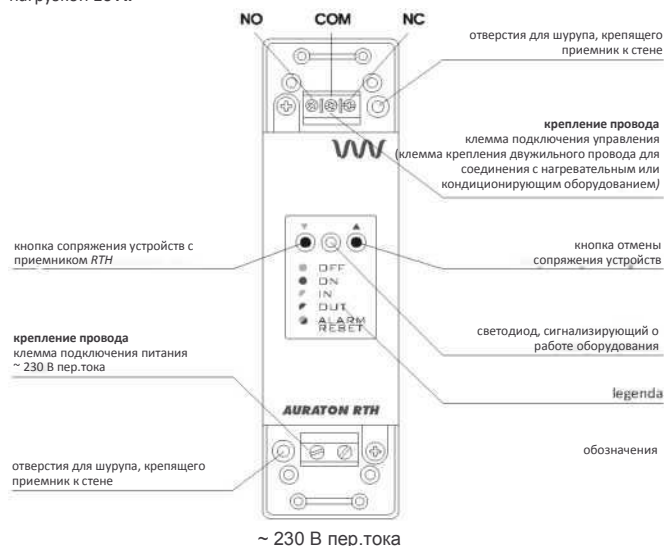 NO COM NC
отверстия для шурупа, крепящего
приемник к стене
крепление провода
клемма подключения управления
(клемма крепления двужильного провода для
соединения с нагревательным или
кондиционирующим оборудованием)
кнопка сопряжения устройств с
приемником RTH
кнопка отмены
сопряжения устройств
OFF
ON
IN
OUT
ALARM
RESET
светодиод, сигнализирующий о
работе оборудования
крепление провода
клемма подключения питания
~ 230 В пер.тока
legenda
AURATON RTH
обозначения
отверстия для шурупа, крепящего
приемник к стене
~ 230 В пер.тока